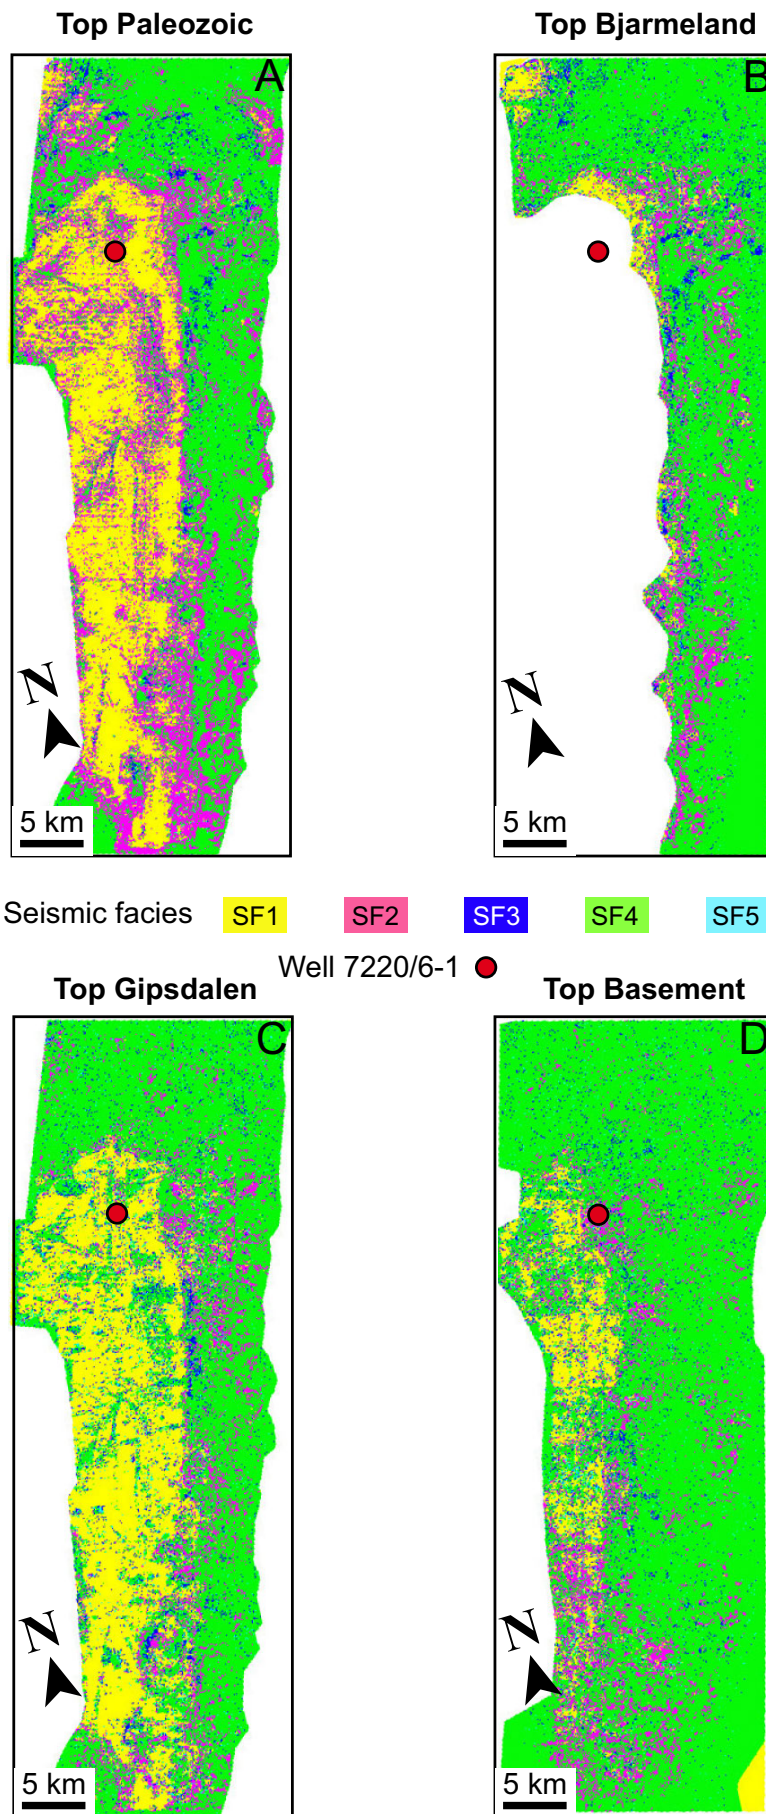 Top Paleozoic
Top Bjarmeland
A
B
N
N
5 km
5 km
Seismic facies SF1 SF2 SF3 SF4 SF5
Well 7220/6-1
Top Gipsdalen
Top Basement
C
D
N
N
5 km
5 km